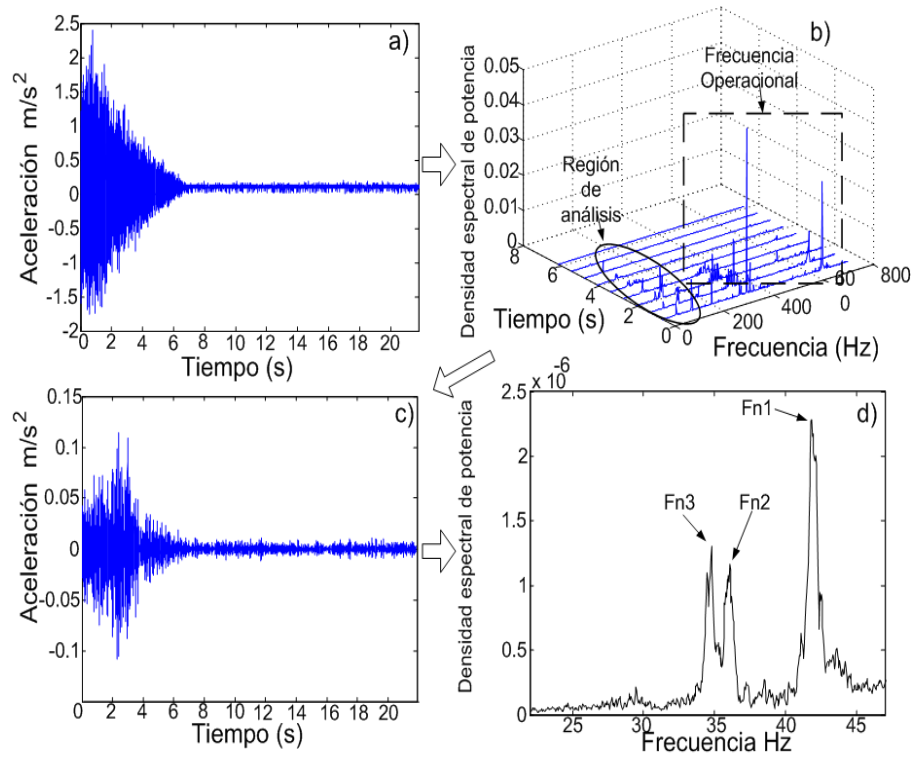 a)
Aceleración m/s²
2.5
2
1.5
1
0.5
0
-0.5
-1
-1.5
-2
0 2 4 6 8 10 12 14 16 18 20
Tiempo (s)
b)
Densidad espectral de potencia
0.05
0.04
0.03
0.02
0.01
0
Frecuencia
Operacional
Región
de
análisis
8 6 4 2 0
Tiempo (s)
0 200 400 600 800
0
Frecuencia (Hz)
c)
Aceleración m/s²
0.15
0.1
0.05
0
-0.05
-0.1
0 2 4 6 8 10 12 14 16 18 20
Tiempo (s)
d)
Densidad espectral de potencia
x 10⁻⁶
2.5
2
1.5
1
0.5
0
Fn1
Fn3
Fn2
25 30 35 40 45
Frecuencia Hz